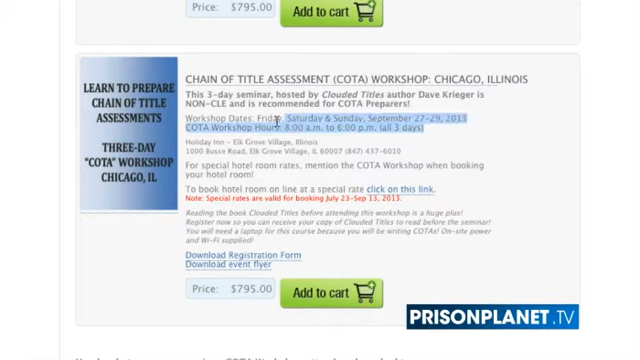 Price: $795.00
Add to cart
LEARN TO PREPARE
CHAIN OF TITLE
ASSESSMENTS
THREE-DAY
"COTA" WORKSHOP
CHICAGO, IL
CHAIN OF TITLE ASSESSMENT (COTA) WORKSHOP: CHICAGO, ILLINOIS
This 3-day seminar, hosted by Clouded Titles author Dave Krieger is
NON-CLE and is recommended for COTA Preparers!
Workshop Dates: Friday, Saturday & Sunday, September 27-29, 2013
COTA Workshop Hours: 8:00 a.m. to 6:00 p.m. (all 3 days)
Holiday Inn - Elk Grove Village, Illinois
1000 Busse Road, Elk Grove Village, IL 60007 (847) 437-6010
For special hotel room rates, mention the COTA Workshop when booking
your hotel room!
To book hotel room on line at a special rate click on this link.
Note: Special rates are valid for booking July 23-Sep 13, 2013.
Reading the book Clouded Titles before attending this workshop is a huge plus!
Register now so you can receive your copy of Clouded Titles to read before the seminar!
You will need a laptop for this course because you will be writing COTAs! On-site power
and Wi-Fi supplied!
Download Registration Form
Download event flyer
Price: $795.00
Add to cart
PRISONPLANET.TV